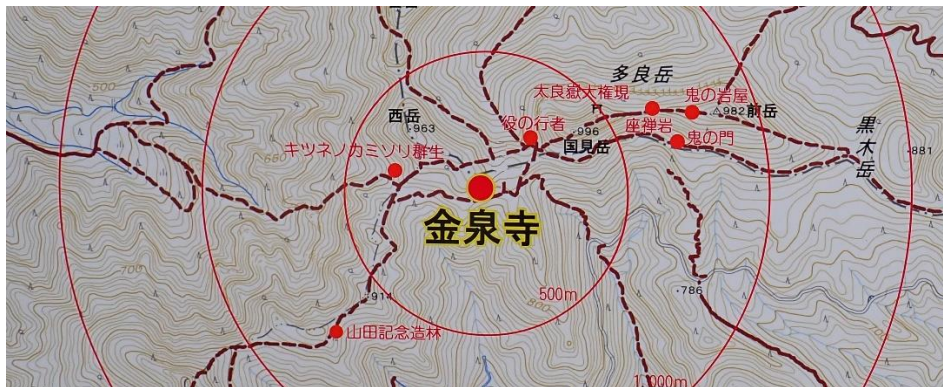 多良岳
太良嶽大権現
鬼の岩屋
西岳
・963
役の行者
・996
座禅岩
982 前岳
国見岳
鬼の門
黒木岳
・881
キツネノカミソリ群生
金泉寺
500
660
700
800
500m
・914
・786
山田記念造林
1,000m